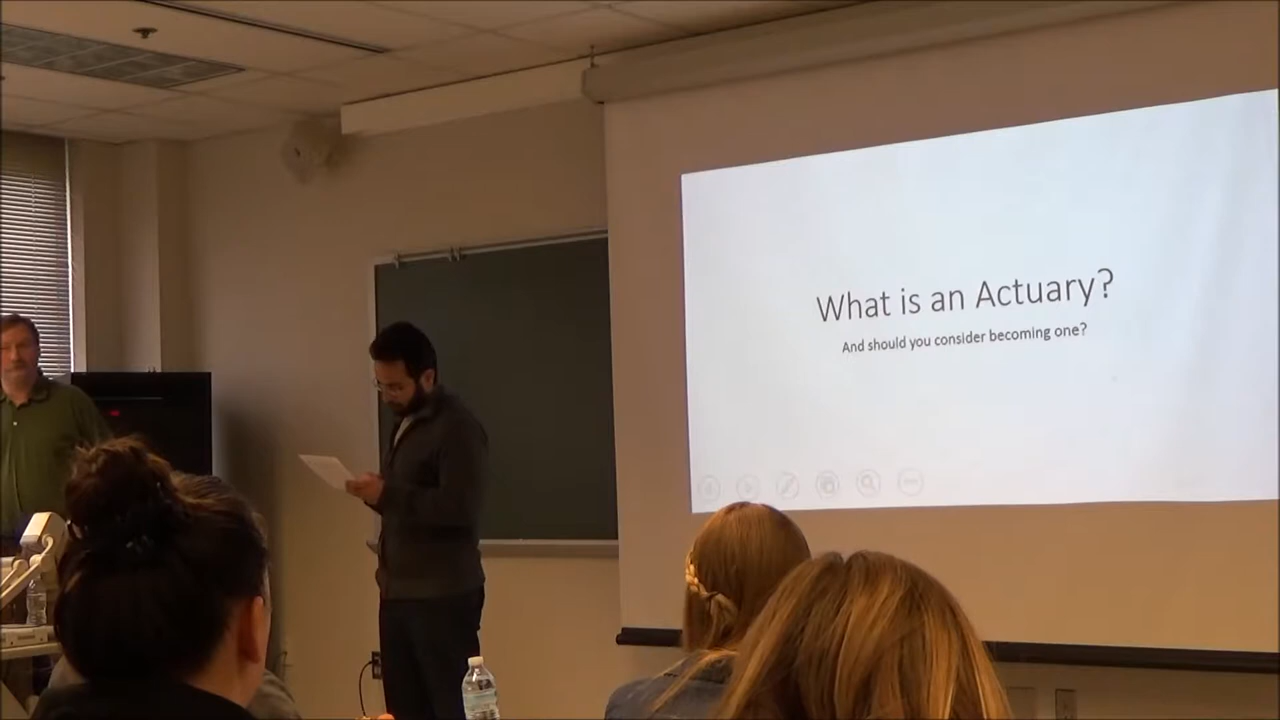 What is an Actuary?
And should you consider becoming one?